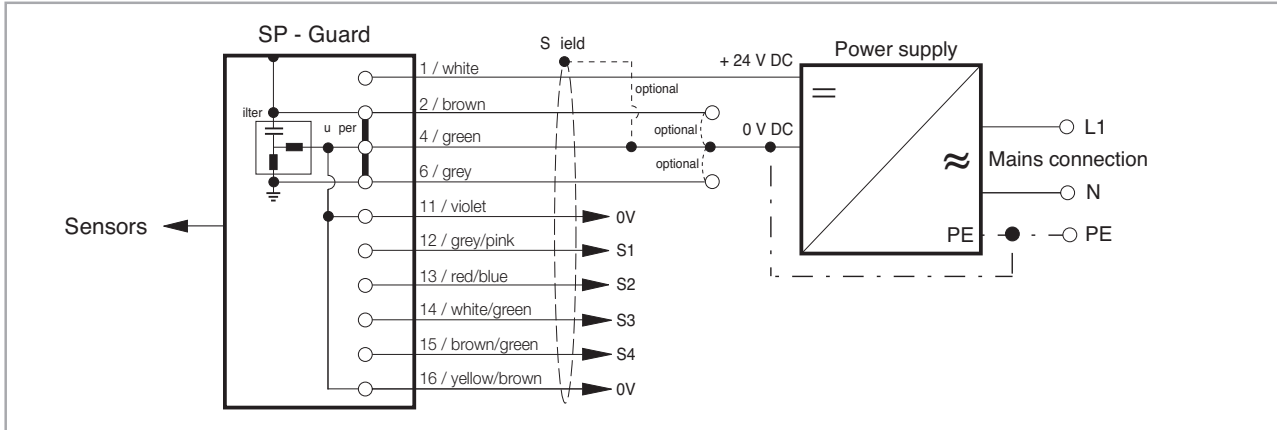 SP - Guard
S ield
Power supply
1 / white
+ 24 V DC
optional
2 / brown
ilter
u per
4 / green
optional
0 V DC
L1
optional
Mains connection
6 / grey
N
11 / violet
0V
Sensors
PE
PE
12 / grey/pink
S1
13 / red/blue
S2
14 / white/green
S3
15 / brown/green
S4
16 / yellow/brown
0V